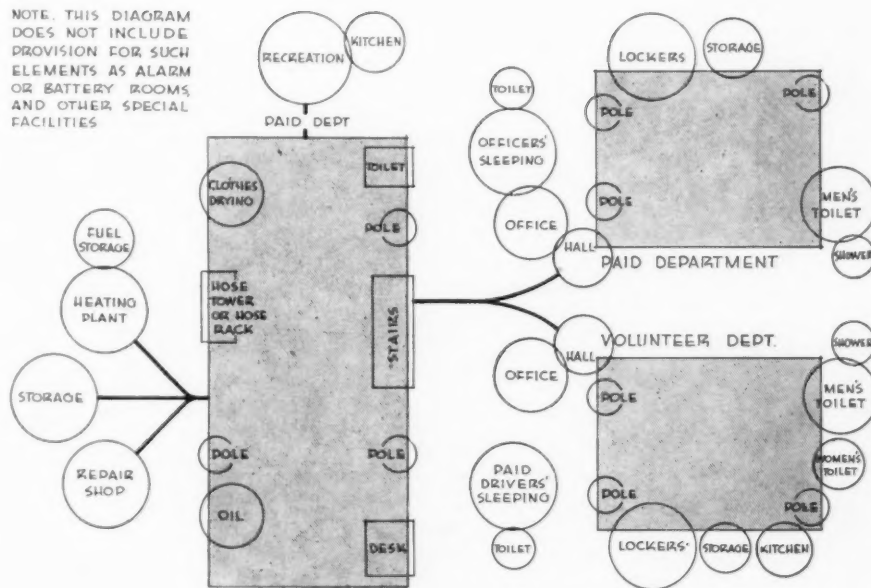 NOTE. THIS DIAGRAM
DOES NOT INCLUDE
PROVISION FOR SUCH
ELEMENTS AS ALARM
OR BATTERY ROOMS,
AND OTHER SPECIAL
FACILITIES
RECREATION
KITCHEN
PAID DEPT
CLOTHES
DRYING
TOILET
POLE
FUEL
STORAGE
HEATING
PLANT
HOSE
TOWER
OR HOSE
RACK
STAIRS
STORAGE
REPAIR
SHOP
POLE
POLE
OIL
DESK
LOCKERS
STORAGE
TOILET
POLE
POLE
OFFICERS'
SLEEPING
POLE
MEN'S
TOILET
OFFICE
HALL
SHOWER
PAID DEPARTMENT
VOLUNTEER DEPT.
HALL
SHOWER
OFFICE
POLE
MEN'S
TOILET
PAID
DRIVERS'
SLEEPING
WOMEN'S
TOILET
POLE
POLE
TOILET
LOCKERS
STORAGE
KITCHEN